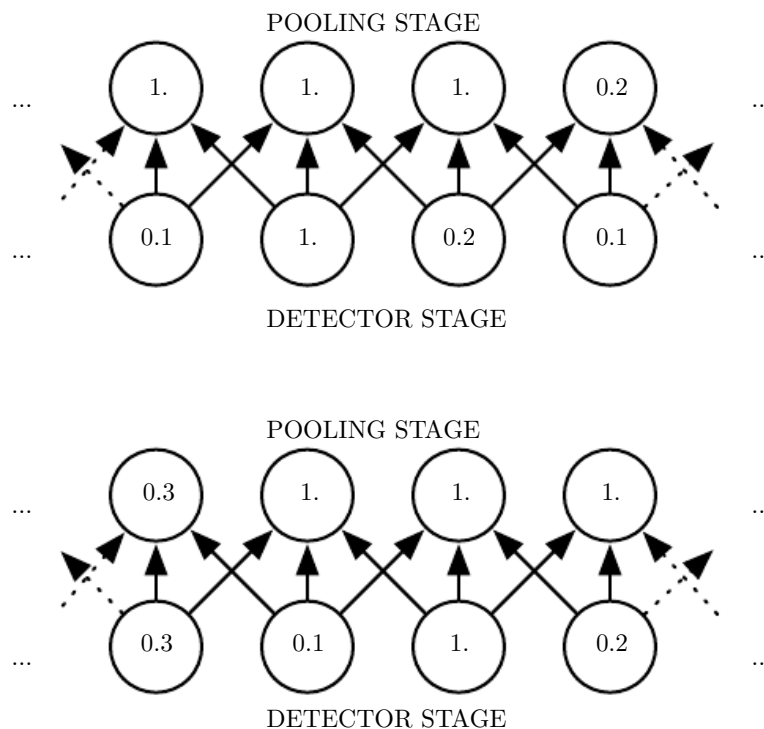 POOLING STAGE
... 1. 1. 1. 0.2 ..
... 0.1 1. 0.2 0.1 ..
DETECTOR STAGE
POOLING STAGE
... 0.3 1. 1. 1. ..
... 0.3 0.1 1. 0.2 ..
DETECTOR STAGE